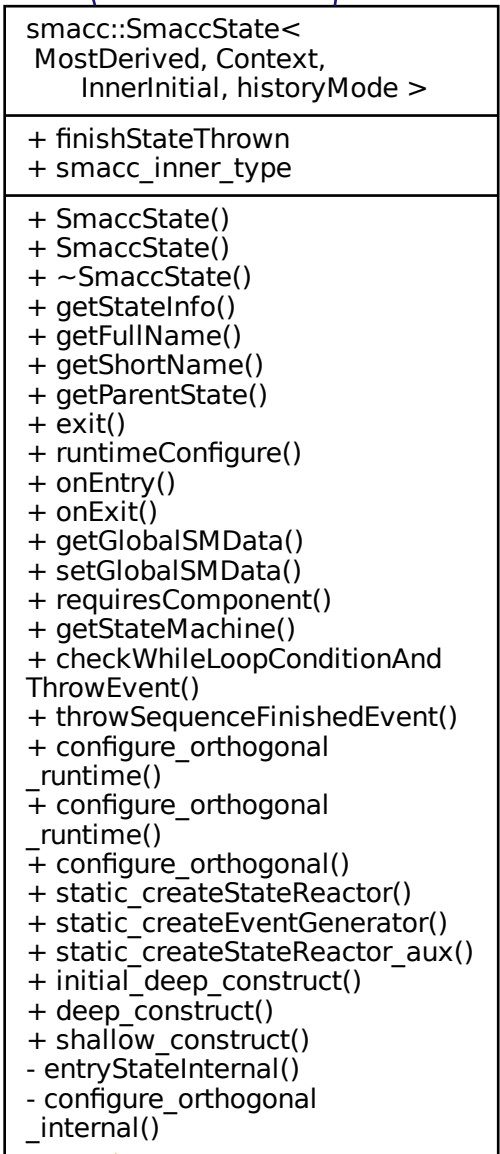 smacc::SmaccState<
MostDerived, Context,
InnerInitial, historyMode >
+ finishStateThrown
+ smacc_inner_type
+ SmaccState()
+ SmaccState()
+ ~SmaccState()
+ getStateInfo()
+ getFullName()
+ getShortName()
+ getParentState()
+ exit()
+ runtimeConfigure()
+ onEntry()
+ onExit()
+ getGlobalSMData()
+ setGlobalSMData()
+ requiresComponent()
+ getStateMachine()
+ checkWhileLoopConditionAnd
ThrowEvent()
+ throwSequenceFinishedEvent()
+ configure_orthogonal
_runtime()
+ configure_orthogonal
_runtime()
+ configure_orthogonal()
+ static_createStateReactor()
+ static_createEventGenerator()
+ static_createStateReactor_aux()
+ initial_deep_construct()
+ deep_construct()
+ shallow_construct()
- entryStateInternal()
- configure_orthogonal
_internal()